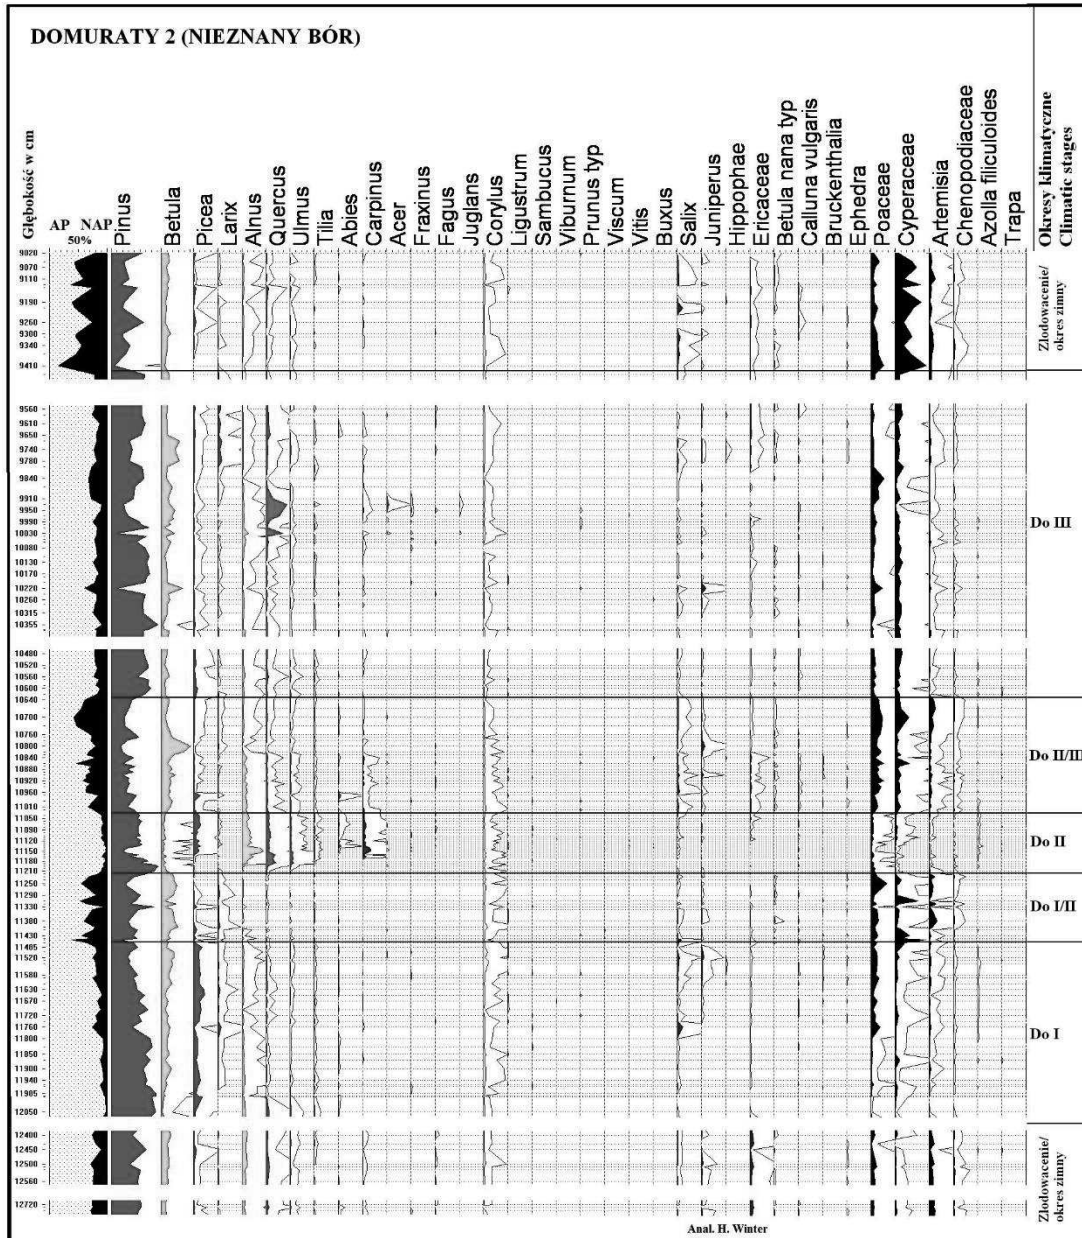 DOMURATY 2 (NIEZNANY BÓR)
Głębokość w cm
AP NAP
50%
Pinus
Betula
Picea
Larix
Alnus
Quercus
Ulmus
Tilia
Abies
Carpinus
Acer
Fraxinus
Fagus
Juglans
Corylus
Ligustrum
Sambucus
Viburnum
Prunus typ
Viscum
Vitis
Buxus
Salix
Juniperus
Hippophae
Ericaceae
Betula nana typ
Calluna vulgaris
Bruckenthalia
Ephedra
Poaceae
Cyperaceae
Artemisia
Chenopodiaceae
Azolla filiculoides
Trapa
Okresy klimatyczne
Climatic stages
9020
9070
9110
9190
9260
9300
9340
9410
Zlodowacenie/
okres zimny
9560
9610
9650
9740
9780
9840
9910
9950
9990
10030
10080
10130
10170
10220
10260
10315
10355
Do III
10480
10520
10560
10600
10640
10700
10760
10800
10840
10880
10920
10960
11010
Do II/III
11050
11090
11120
11150
11180
11210
Do II
11250
11290
11330
11380
11430
Do I/II
11485
11520
11580
11630
11670
11720
11760
11800
11850
11900
11940
11985
12050
Do I
12400
12450
12500
12560
12720
Zlodowacenie/
okres zimny
Anal. H. Winter